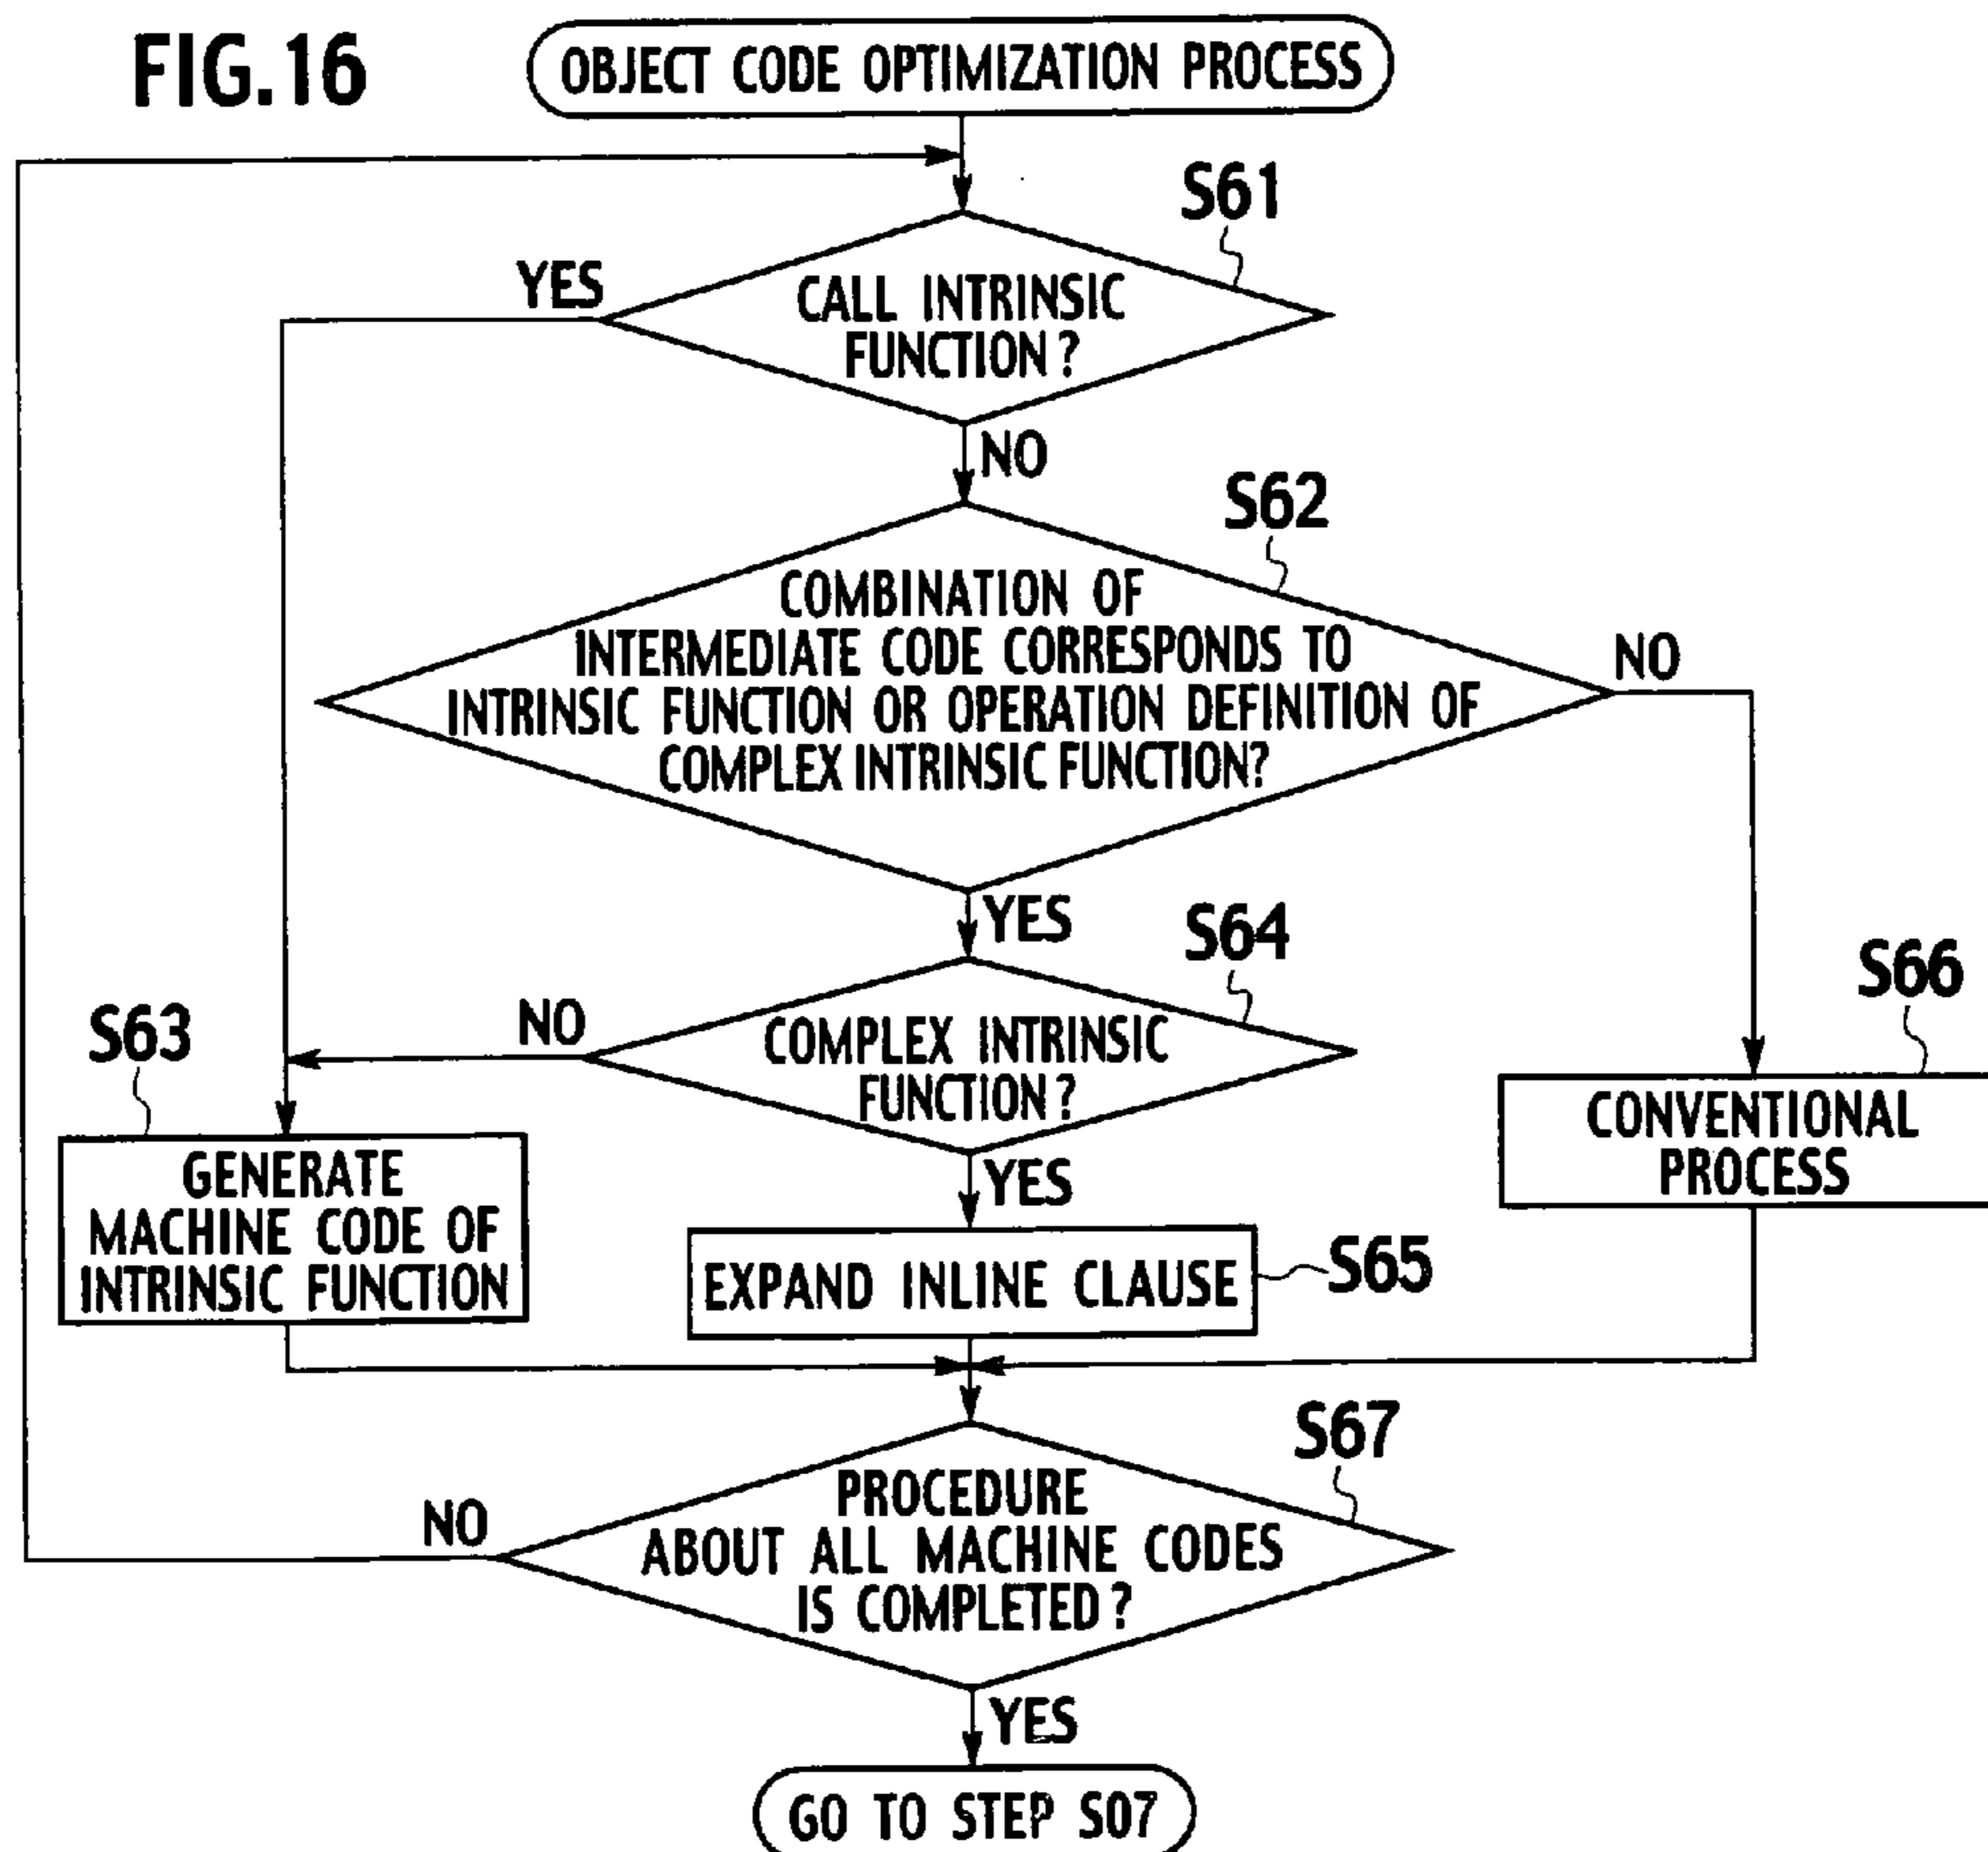 FIG.16
OBJECT CODE OPTIMIZATION PROCESS
S61
YES
CALL INTRINSIC
FUNCTION?
NO
S62
COMBINATION OF
INTERMEDIATE CODE CORRESPONDS TO
INTRINSIC FUNCTION OR OPERATION DEFINITION OF
COMPLEX INTRINSIC FUNCTION?
NO
YES
S64
S66
S63
NO
COMPLEX INTRINSIC
FUNCTION?
CONVENTIONAL
PROCESS
YES
GENERATE
MACHINE CODE OF
INTRINSIC FUNCTION
EXPAND INLINE CLAUSE
S65
S67
NO
PROCEDURE
ABOUT ALL MACHINE CODES
IS COMPLETED?
YES
GO TO STEP S07